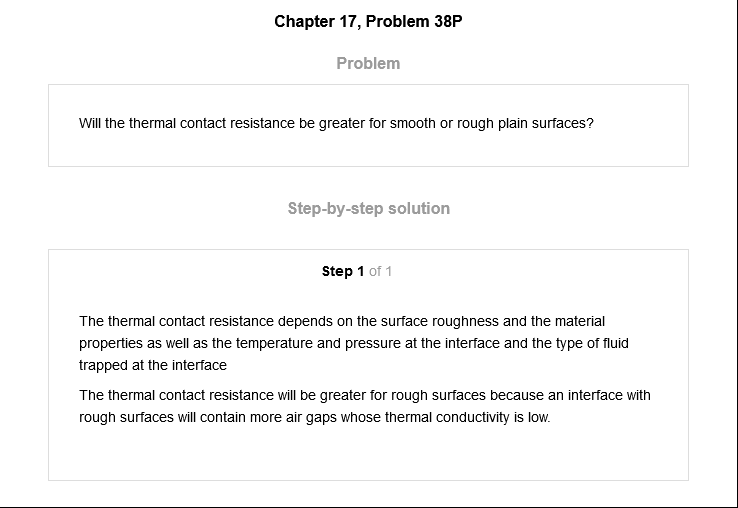 Chapter 17, Problem 38P
Problem
Will the thermal contact resistance be greater for smooth or rough plain surfaces?
Step-by-step solution
Step 1 of 1
The thermal contact resistance depends on the surface roughness and the material
properties as well as the temperature and pressure at the interface and the type of fluid
trapped at the interface
The thermal contact resistance will be greater for rough surfaces because an interface with
rough surfaces will contain more air gaps whose thermal conductivity is low.